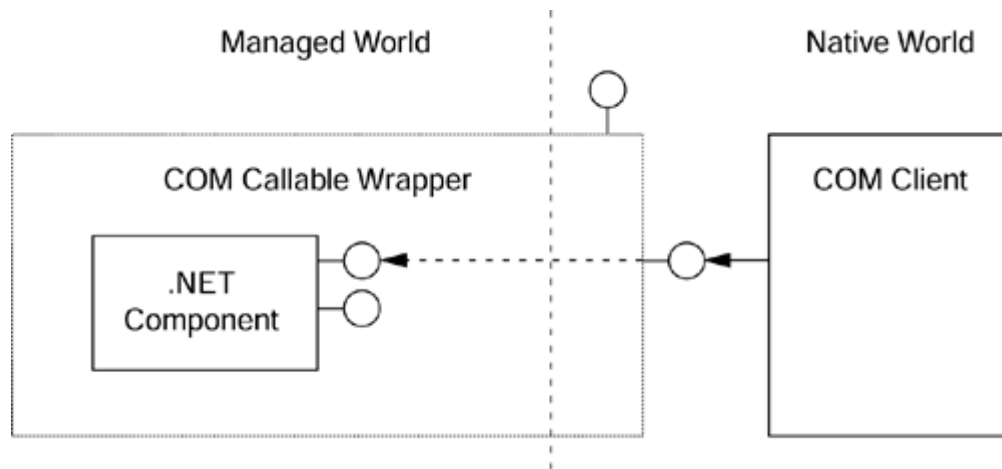 Managed World
Native World
COM Callable Wrapper
COM Client
.NET
Component